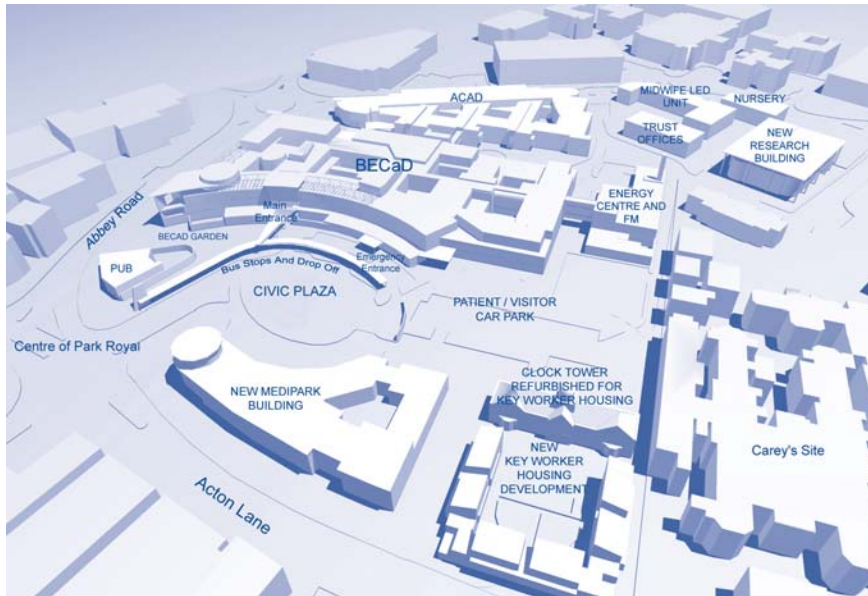 ACAD
MIDWIFE LED
UNIT
NURSERY
TRUST
OFFICES
NEW
RESEARCH
BUILDING
BECaD
ENERGY
CENTRE AND
FM
Main
Entrance
Abbey Road
BECAD GARDEN
Emergency
Entrance
PUB
Bus Stops And Drop Off
CIVIC PLAZA
PATIENT / VISITOR
CAR PARK
Centre of Park Royal
CLOCK TOWER
REFURBISHED FOR
KEY WORKER HOUSING
NEW MEDIPARK
BUILDING
NEW
KEY WORKER
HOUSING
DEVELOPMENT
Carey's Site
Acton Lane